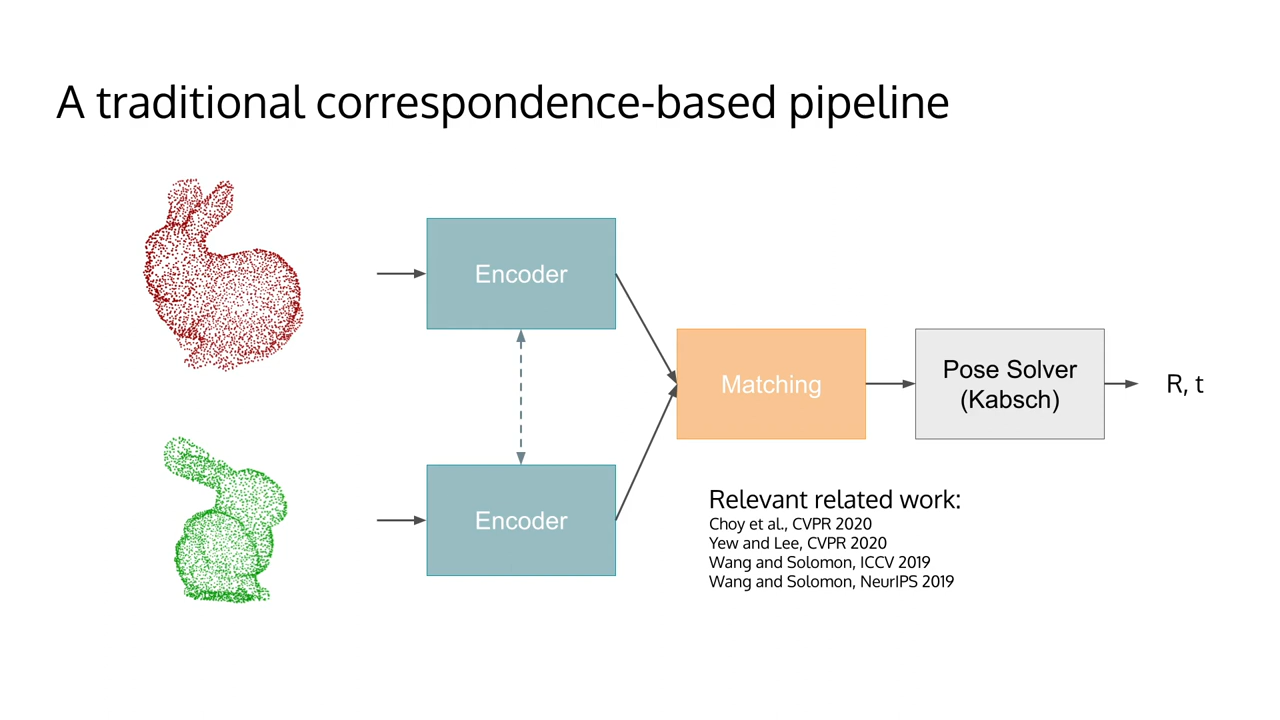 A traditional correspondence-based pipeline
Encoder
Encoder
Matching
Pose Solver
(Kabsch)
R, t
Relevant related work:
Choy et al., CVPR 2020
Yew and Lee, CVPR 2020
Wang and Solomon, ICCV 2019
Wang and Solomon, NeurIPS 2019